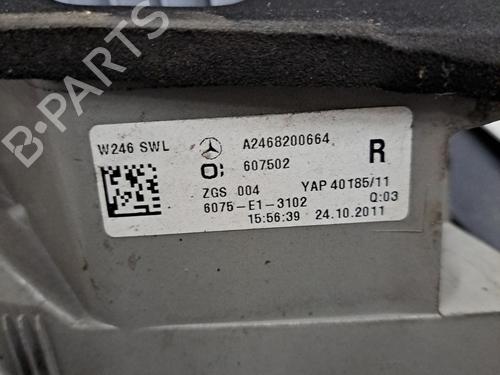 W246 SWL A2468200664
607502 R
ZGS 004 YAP 40185/11
6075-E1-3102 Q:03
15:56:39 24.10.2011
B-PARTS